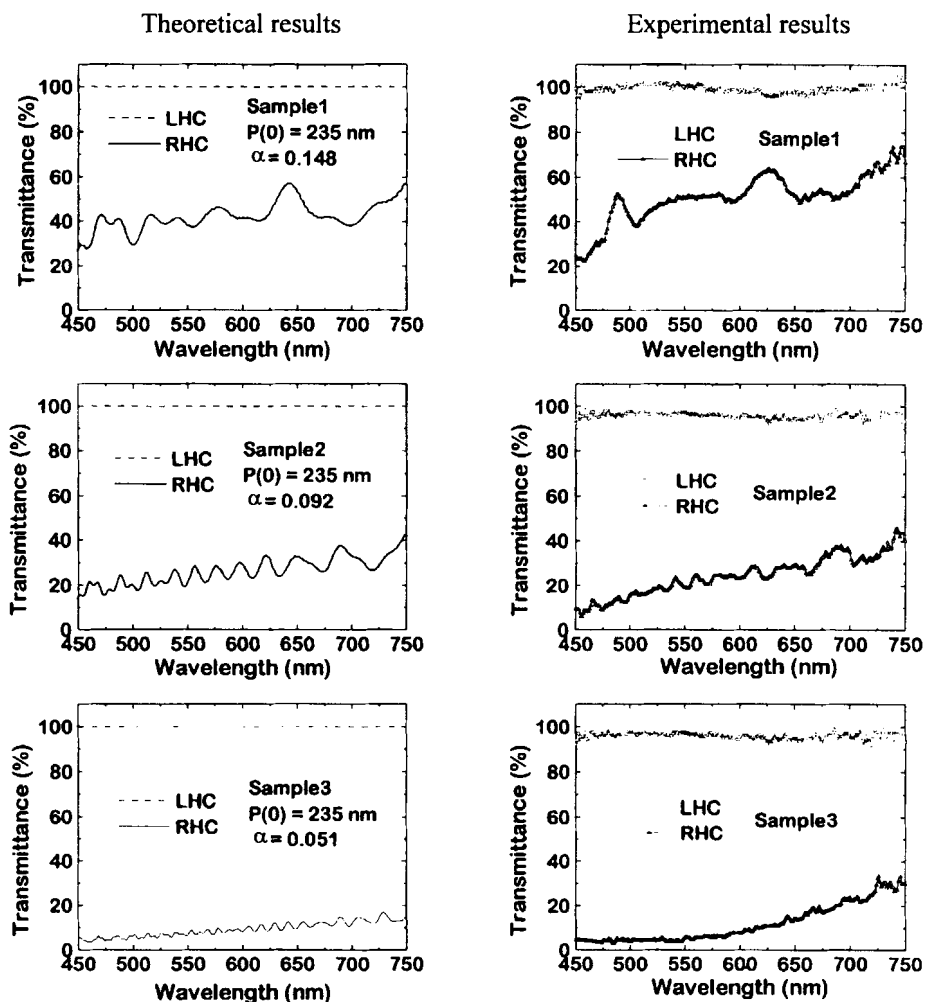 Theoretical results
Experimental results
Transmittance (%)
100
80
60
40
20
0
LHC
RHC
Sample1
P(0) = 235 nm
α = 0.148
450 500 550 600 650 700 750
Wavelength (nm)
Transmittance (%)
100
80
60
40
20
0
LHC
RHC
Sample1
450 500 550 600 650 700 750
Wavelength (nm)
Transmittance (%)
100
80
60
40
20
0
LHC
RHC
Sample2
P(0) = 235 nm
α = 0.092
450 500 550 600 650 700 750
Wavelength (nm)
Transmittance (%)
100
80
60
40
20
0
LHC
RHC
Sample2
450 500 550 600 650 700 750
Wavelength (nm)
Transmittance (%)
100
80
60
40
20
0
LHC
RHC
Sample3
P(0) = 235 nm
α = 0.051
450 500 550 600 650 700 750
Wavelength (nm)
Transmittance (%)
100
80
60
40
20
0
LHC
RHC
Sample3
450 500 550 600 650 700 750
Wavelength (nm)